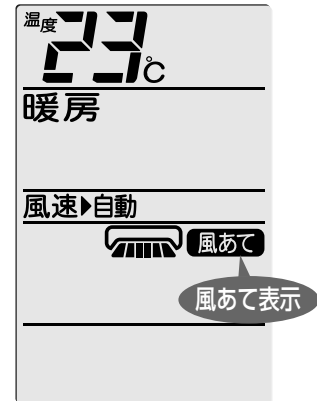 温度 23℃
暖房
風速▶自動
風あて
風あて表示